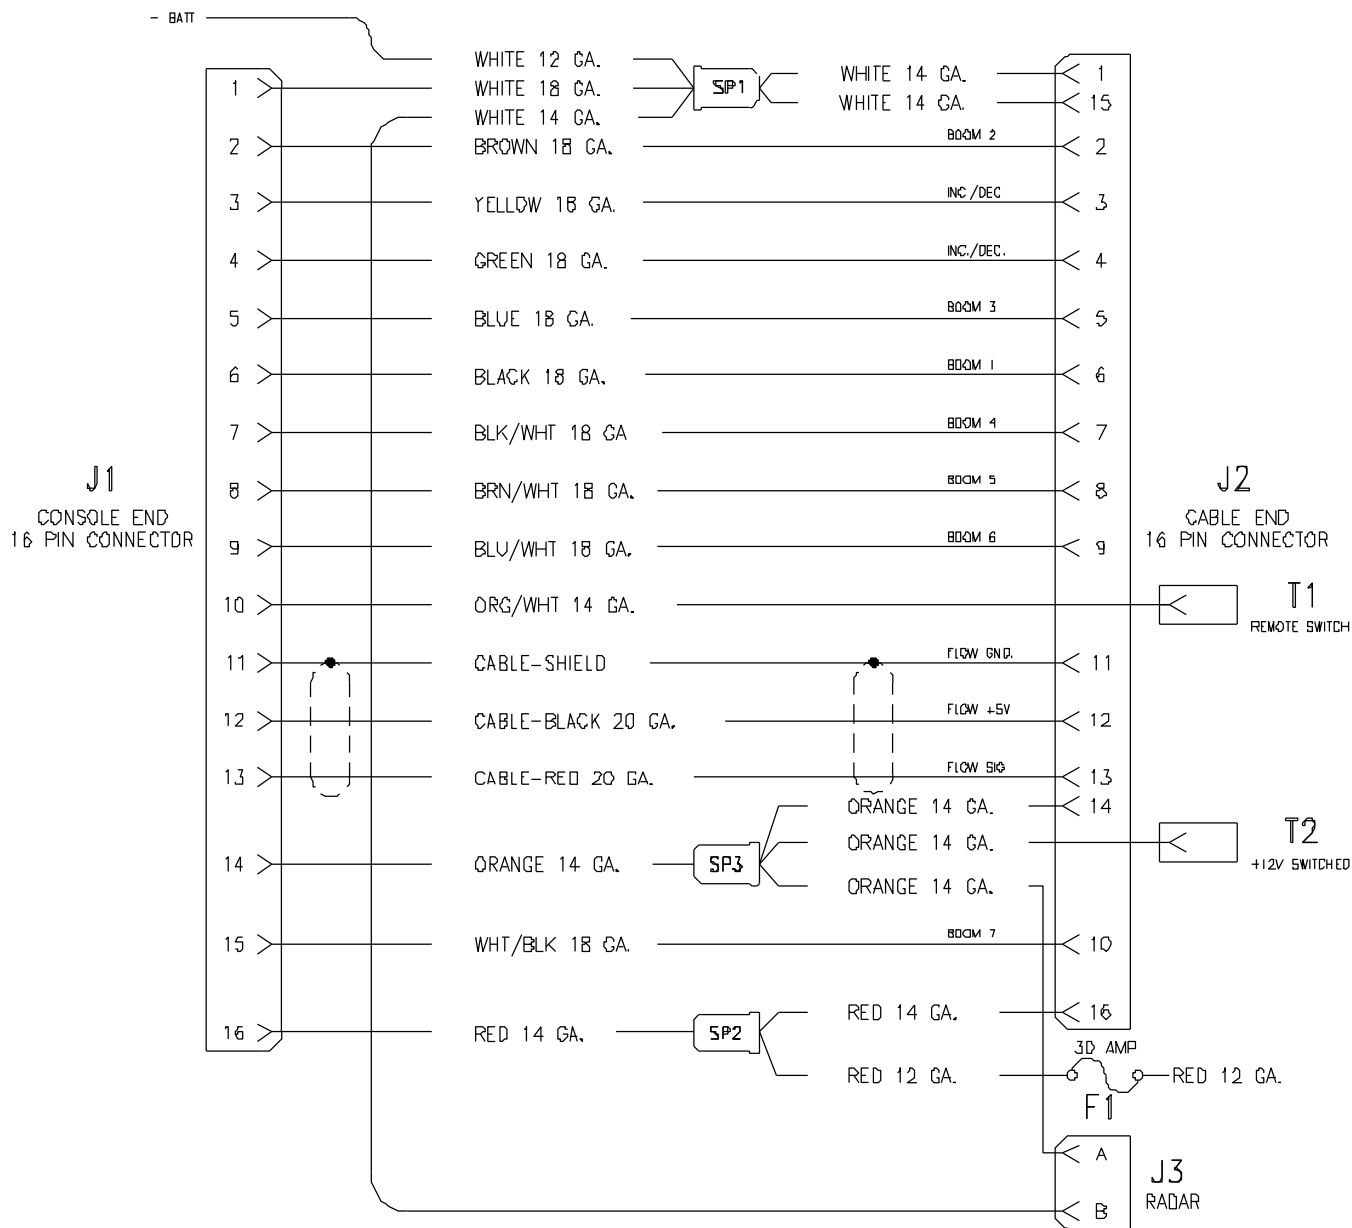 - BATT
WHITE 12 GA.
1 WHITE 18 GA. SP1 WHITE 14 GA. 1
WHITE 14 GA. WHITE 14 GA. 15
2 BROWN 18 GA. BOOM 2 2
3 YELLOW 18 GA. INC/DEC 3
4 GREEN 18 GA. INC./DEC. 4
5 BLUE 18 GA. BOOM 3 5
6 BLACK 18 GA. BOOM 1 6
7 BLK/WHT 18 GA BOOM 4 7
J1
CONSOLE END
16 PIN CONNECTOR
8 BRN/WHT 18 GA. BOOM 5 8
J2
CABLE END
16 PIN CONNECTOR
9 BLU/WHT 18 GA. BOOM 6 9
10 ORG/WHT 14 GA. T1
REMOTE SWITCH
11 CABLE-SHIELD FLOW GND. 11
12 CABLE-BLACK 20 GA. FLOW +5V 12
13 CABLE-RED 20 GA. FLOW SIG 13
ORANGE 14 GA. 14
ORANGE 14 GA. T2
+12V SWITCHED
14 ORANGE 14 GA. SP3
ORANGE 14 GA.
15 WHT/BLK 18 GA. BOOM 7 10
RED 14 GA. 16
16 RED 14 GA. SP2
30 AMP
RED 12 GA. RED 12 GA.
F1
A
J3
RADAR
B